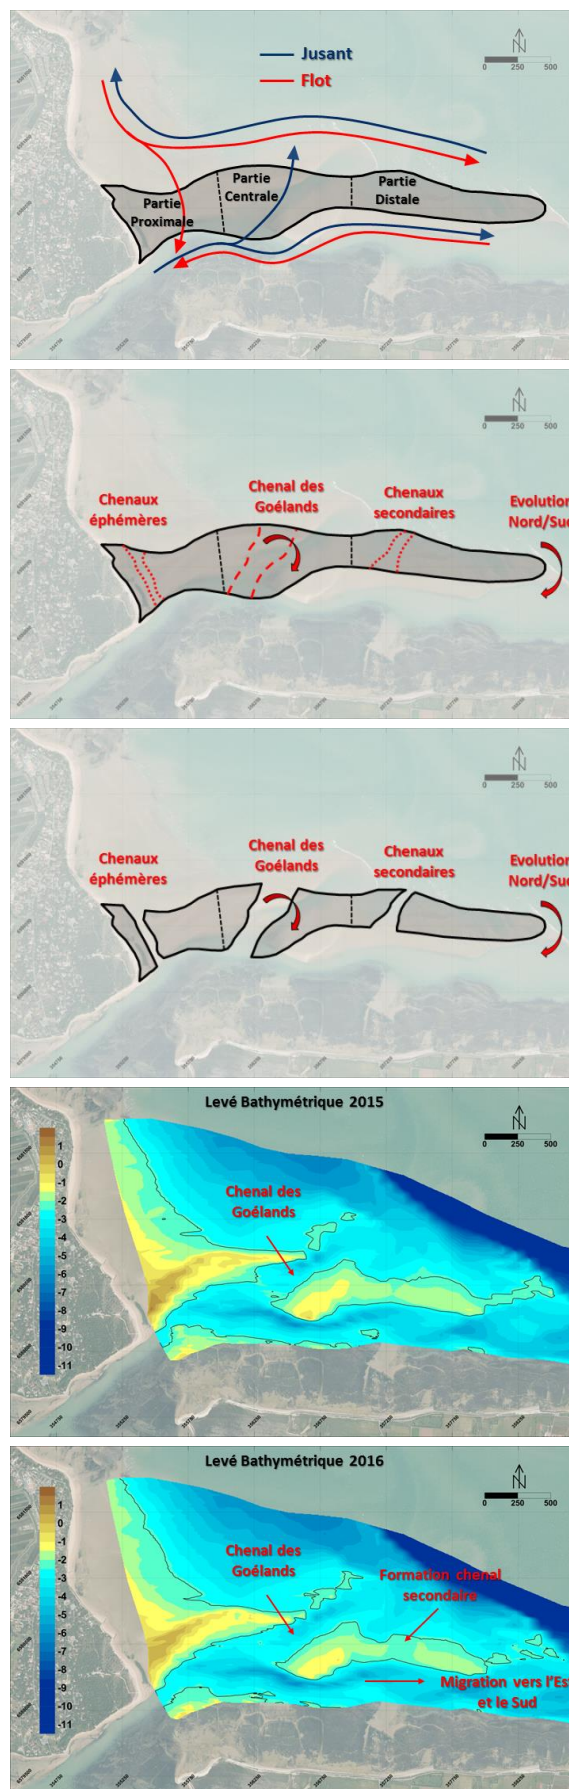 Jusant
Flot
N
0 250 500
Partie
Centrale
Partie
Distale
Partie
Proximale
N
0 250 500
Chenaux
éphémères
Chenal des
Goélands
Chenaux
secondaires
Evolution
Nord/Sud
N
0 250 500
Chenaux
éphémères
Chenal des
Goélands
Chenaux
secondaires
Evolution
Nord/Sud
Levé Bathymétrique 2015
N
0 250 500
1
0
-1
-2
-3
-4
-5
-6
-7
-8
-9
-10
-11
Chenal des
Goélands
Levé Bathymétrique 2016
N
0 250 500
1
0
-1
-2
-3
-4
-5
-6
-7
-8
-9
-10
-11
Chenal des
Goélands
Formation chenal
secondaire
Migration vers l'Es
et le Sud